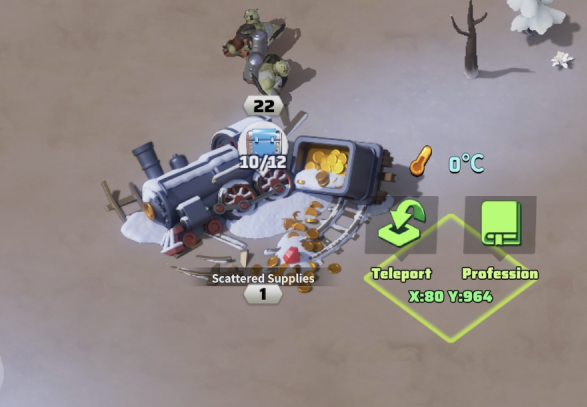 22
10/12
0°C
Teleport
Profession
Scattered Supplies
X:80 Y:964
1